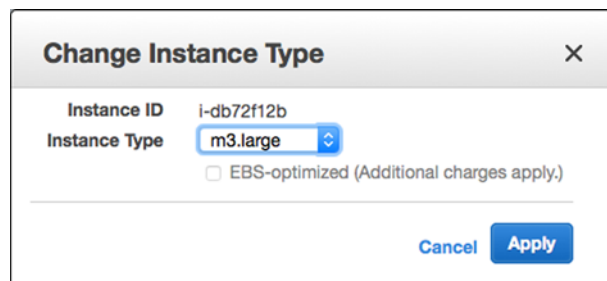 Change Instance Type
Instance ID i-db72f12b
Instance Type m3.large
EBS-optimized (Additional charges apply.)
Cancel Apply